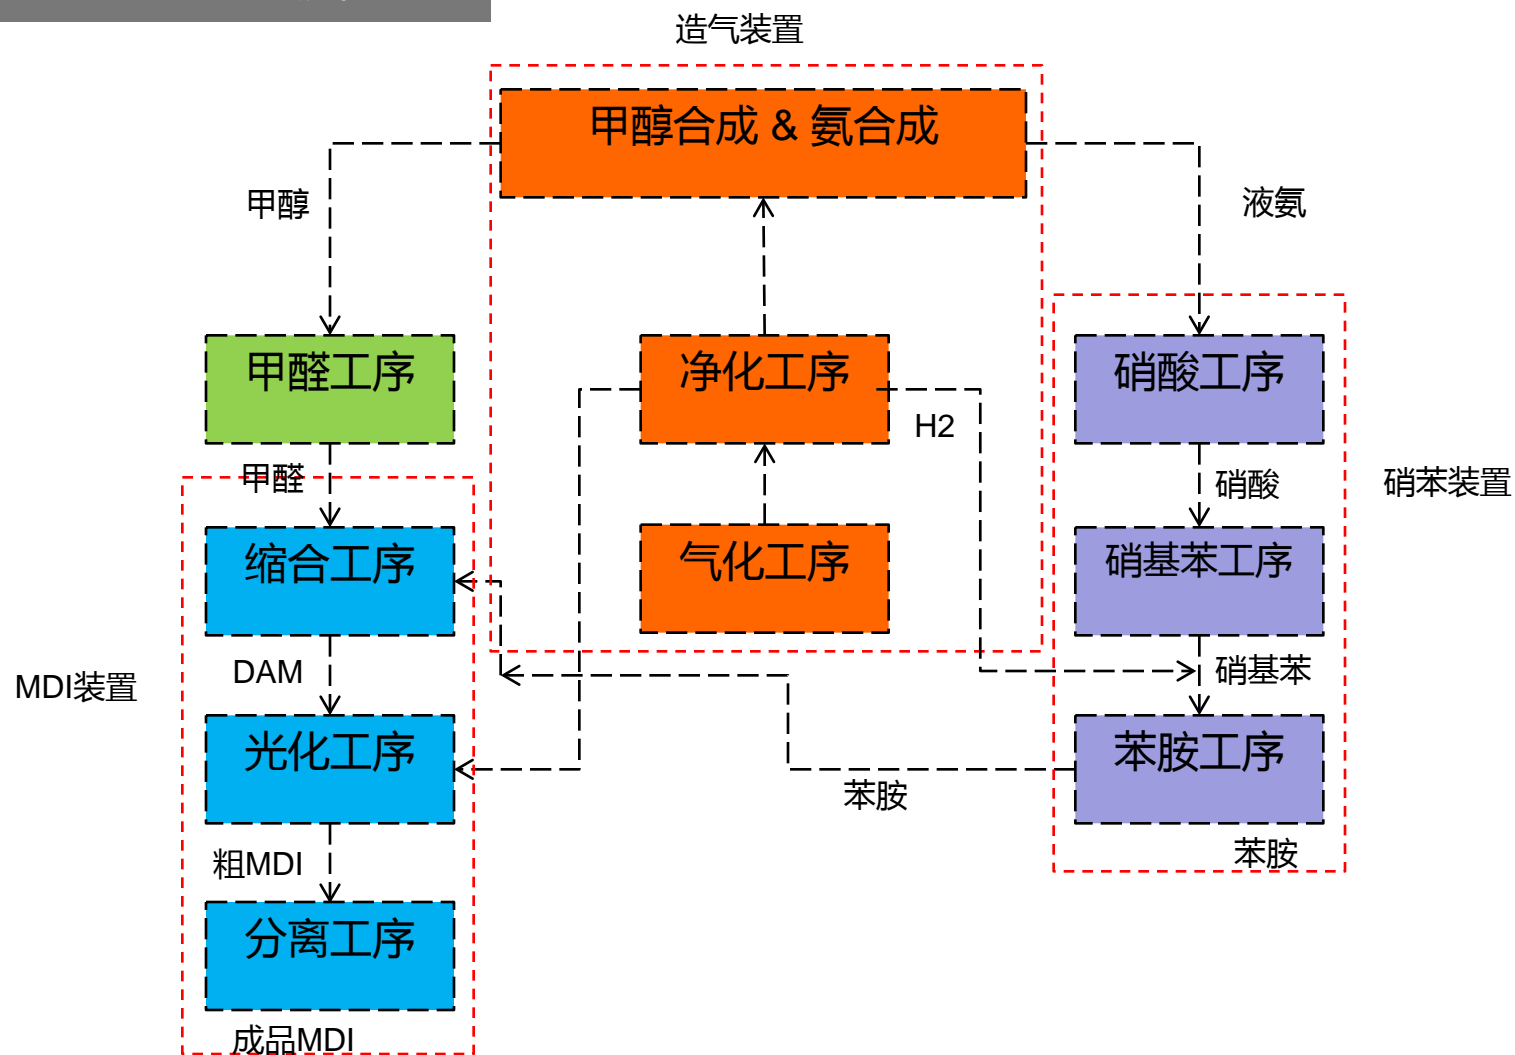 造气装置
甲醇合成 & 氨合成
甲醇
液氨
甲醛工序
净化工序
硝酸工序
H2
甲醛
硝酸
硝苯装置
缩合工序
气化工序
硝基苯工序
DAM
硝基苯
MDI装置
光化工序
苯胺工序
苯胺
粗MDI
苯胺
分离工序
成品MDI